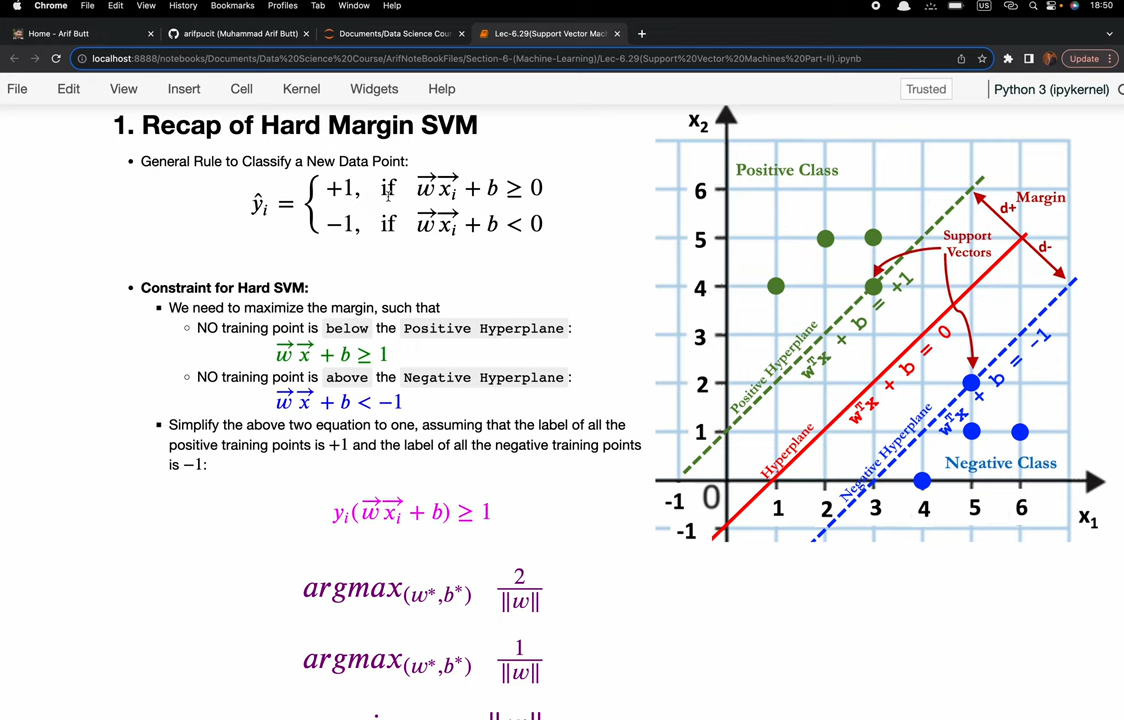 Chrome File Edit View History Bookmarks Profiles Tab Window Help US 18:50
Home - Arif Butt arifpucit (Muhammad Arif Butt) Documents/Data Science Cou Lec-6.29(Support Vector Mac
localhost:8888/notebooks/Documents/Data%20Science%20Course/ArifNoteBookFiles/Section-6-(Machine-Learning)/Lec-6.29(Support%20Vector%20Machines%20Part-II).ipynb Update
File Edit View Insert Cell Kernel Widgets Help Trusted Python 3 (ipykernel)
1. Recap of Hard Margin SVM
• General Rule to Classify a New Data Point:
ŷᵢ = { +1, if w⃗ x⃗ᵢ + b ≥ 0
−1, if w⃗ x⃗ᵢ + b < 0
• Constraint for Hard SVM:
▪ We need to maximize the margin, such that
◦ NO training point is below the Positive Hyperplane :
w⃗ x⃗ + b ≥ 1
◦ NO training point is above the Negative Hyperplane :
w⃗ x⃗ + b < −1
▪ Simplify the above two equation to one, assuming that the label of all the
positive training points is +1 and the label of all the negative training points
is −1:
yᵢ(w⃗ x⃗ᵢ + b) ≥ 1
argmax(w*,b*) 2/‖w‖
argmax(w*,b*) 1/‖w‖
X₂
Positive Class
6
5
4
3
2
1
0
-1
-1
1 2 3 4 5 6
X₁
Margin
d+
d-
Support
Vectors
Positive Hyperplane
wᵀx + b = +1
Hyperplane
wᵀx + b = 0
Negative Hyperplane
wᵀx + b = -1
Negative Class